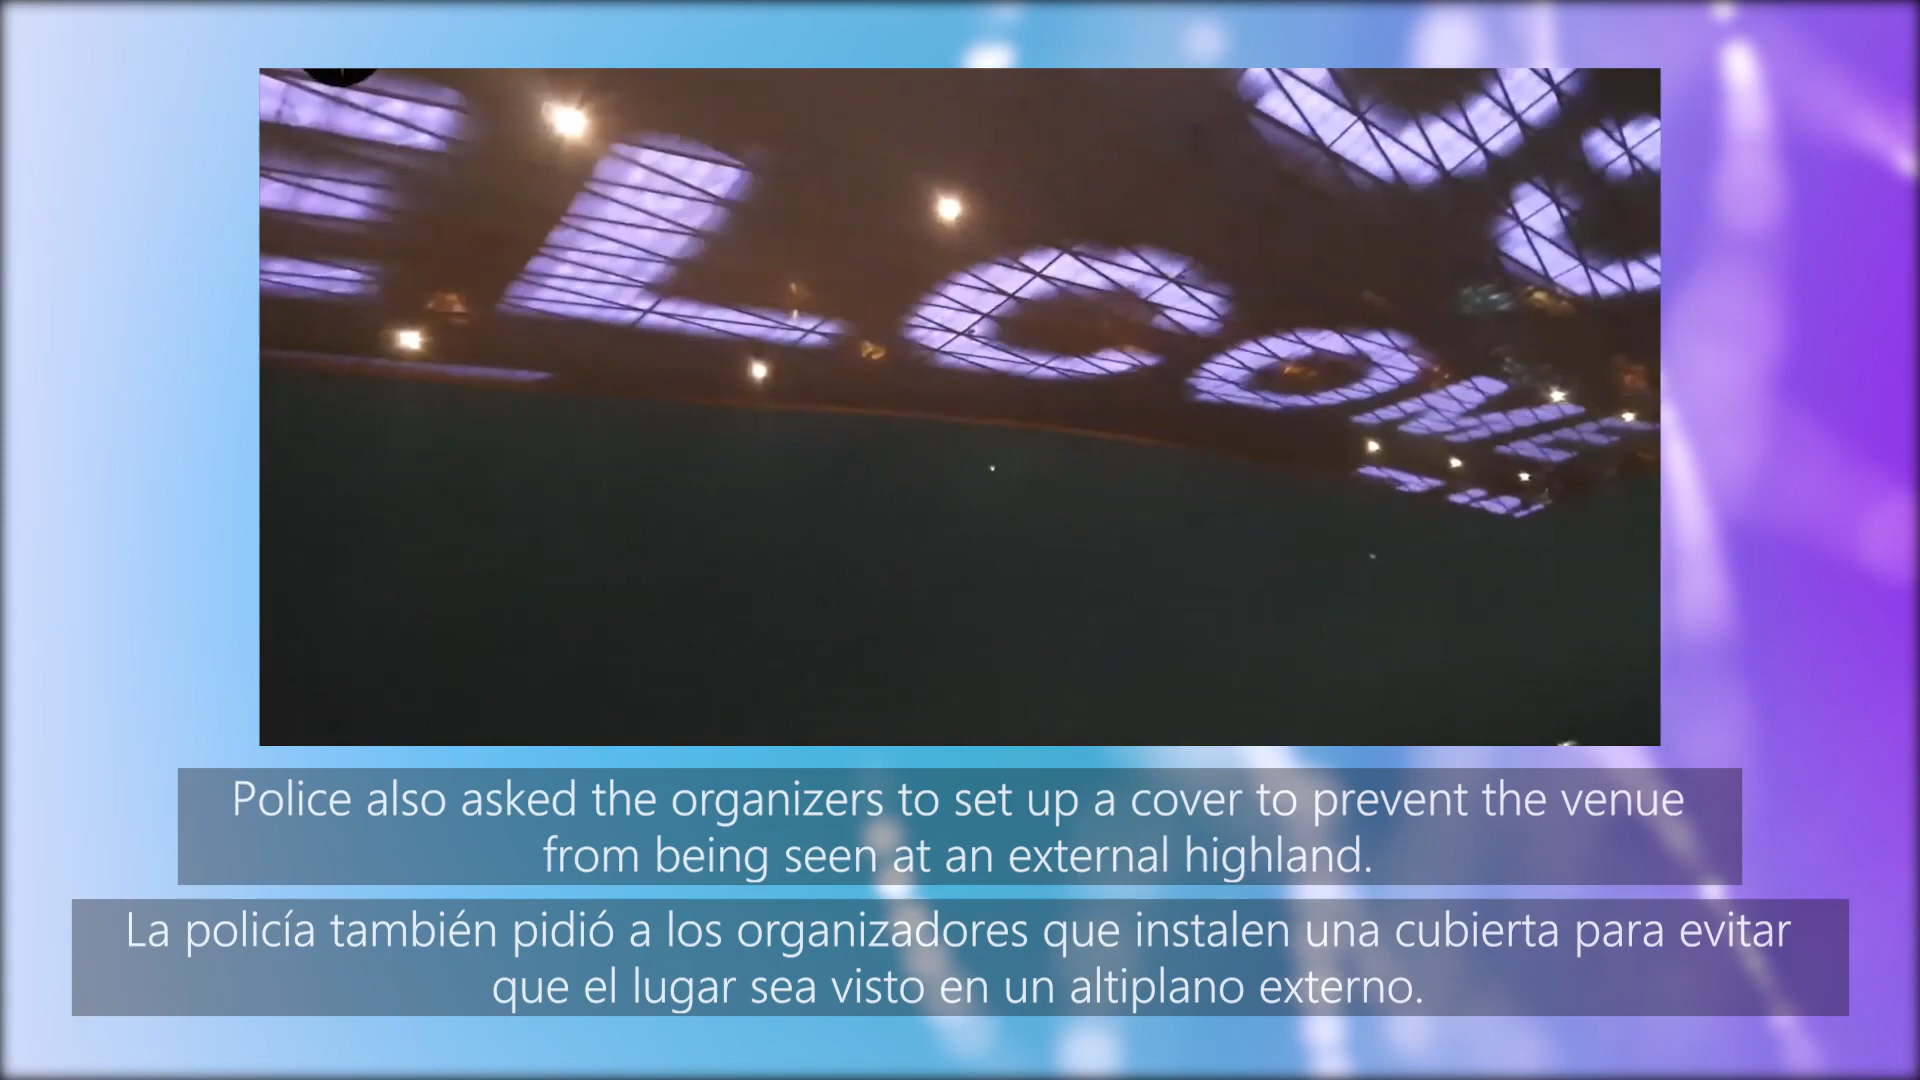 ELCOME
Police also asked the organizers to set up a cover to prevent the venue
from being seen at an external highland.
La policía también pidió a los organizadores que instalen una cubierta para evitar
que el lugar sea visto en un altiplano externo.